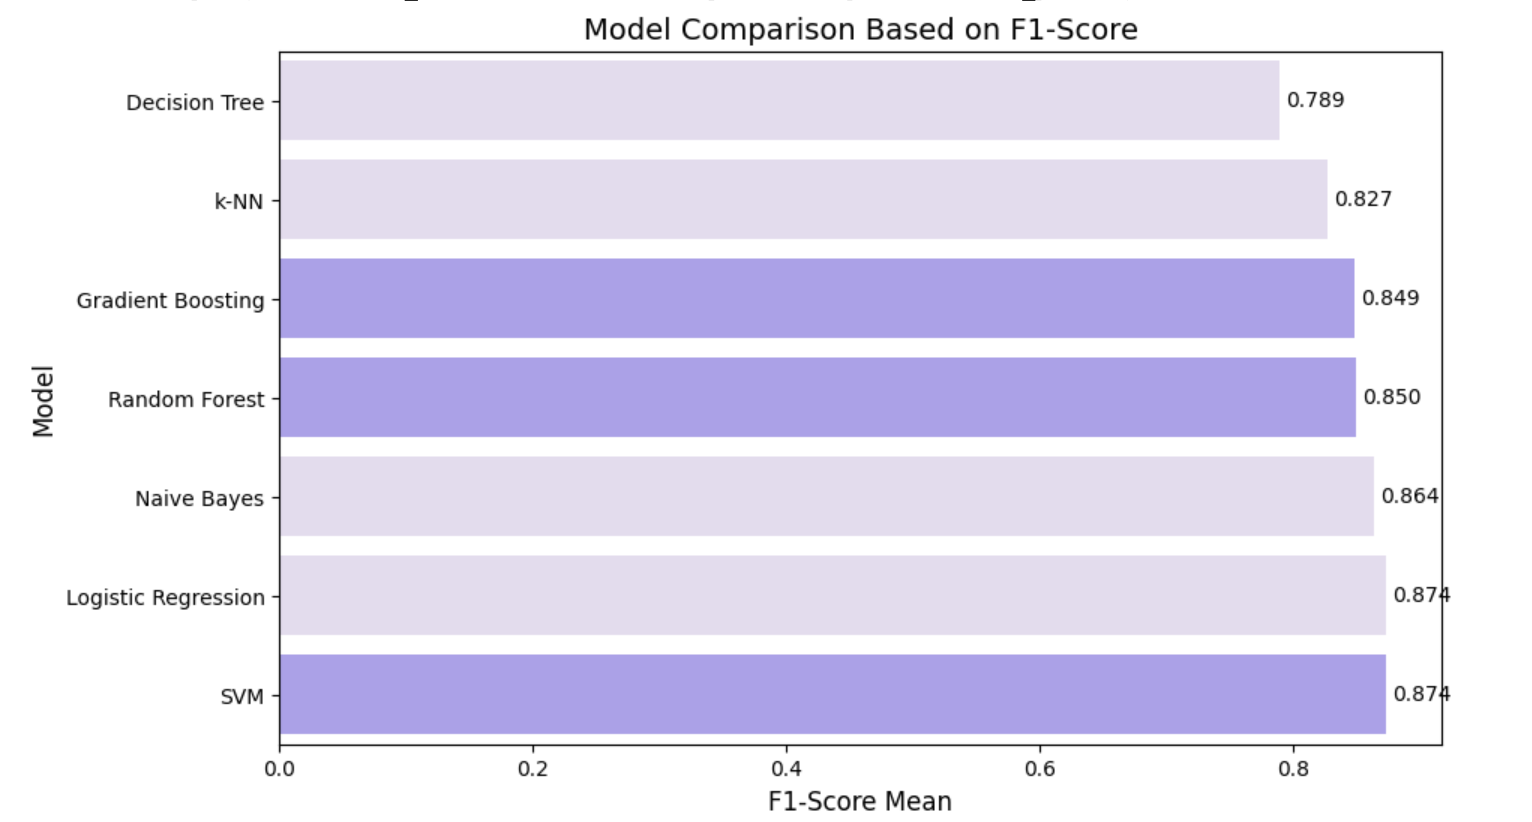 Model Comparison Based on F1-Score
Decision Tree
0.789
k-NN
0.827
Gradient Boosting
0.849
Random Forest
0.850
Naive Bayes
0.864
Logistic Regression
0.874
SVM
0.874
Model
0.0 0.2 0.4 0.6 0.8
F1-Score Mean